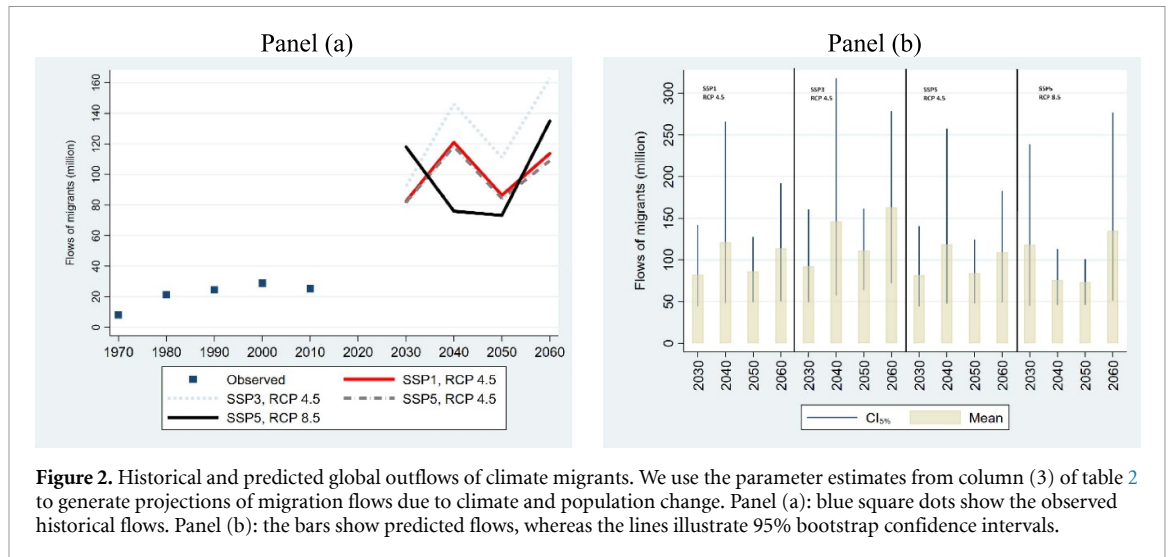 Panel (a)
Flows of migrants (million)
160
140
120
100
80
60
40
20
0
1970 1980 1990 2000 2010 2020 2030 2040 2050 2060
Observed SSP1, RCP 4.5
SSP3, RCP 4.5 SSP5, RCP 4.5
SSP5, RCP 8.5
Panel (b)
Flows of migrants (million)
300
250
200
150
100
50
0
SSP1 SSP3 SSP5 SSP5
RCP 4.5 RCP 4.5 RCP 4.5 RCP 8.5
2030 2040 2050 2060 2030 2040 2050 2060 2030 2040 2050 2060 2030 2040 2050 2060
CI5% Mean
Figure 2. Historical and predicted global outflows of climate migrants. We use the parameter estimates from column (3) of table 2
to generate projections of migration flows due to climate and population change. Panel (a): blue square dots show the observed
historical flows. Panel (b): the bars show predicted flows, whereas the lines illustrate 95% bootstrap confidence intervals.